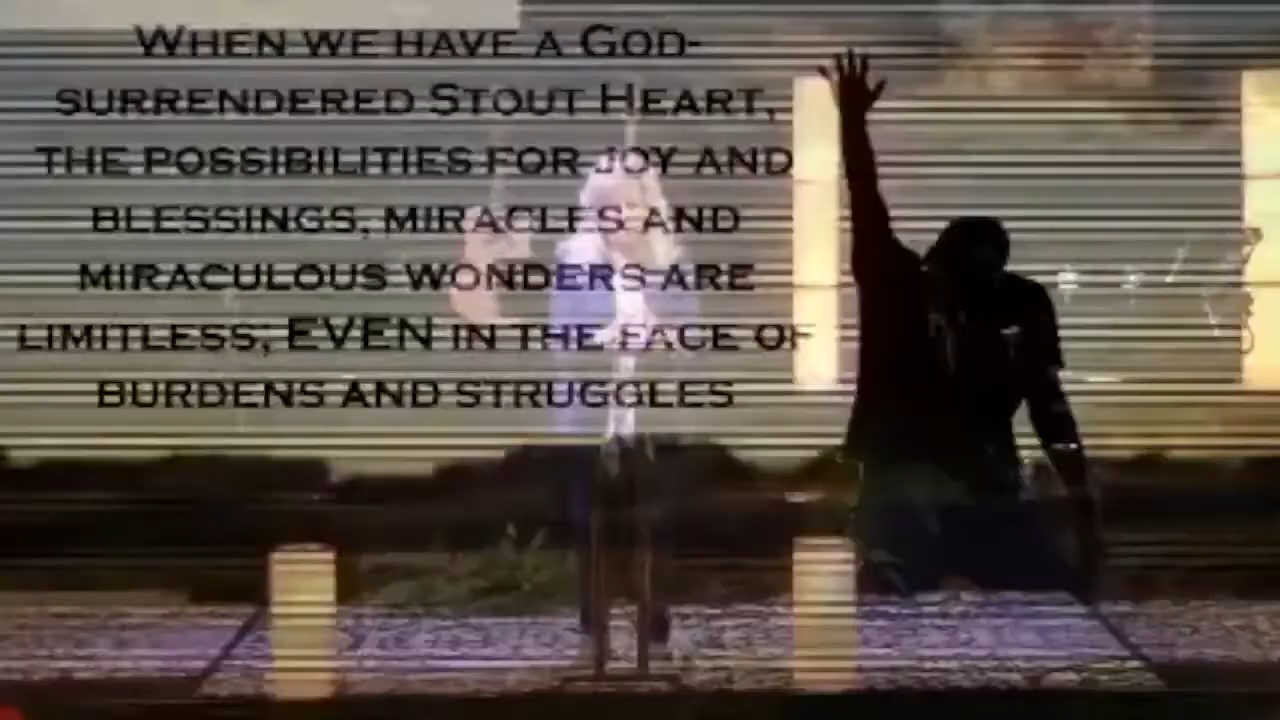 WHEN WE HAVE A GOD-
SURRENDERED STOUT HEART,
THE POSSIBILITIES FOR JOY AND
BLESSINGS, MIRACLES AND
MIRACULOUS WONDERS ARE
LIMITLESS; EVEN IN THE FACE OF
BURDENS AND STRUGGLES